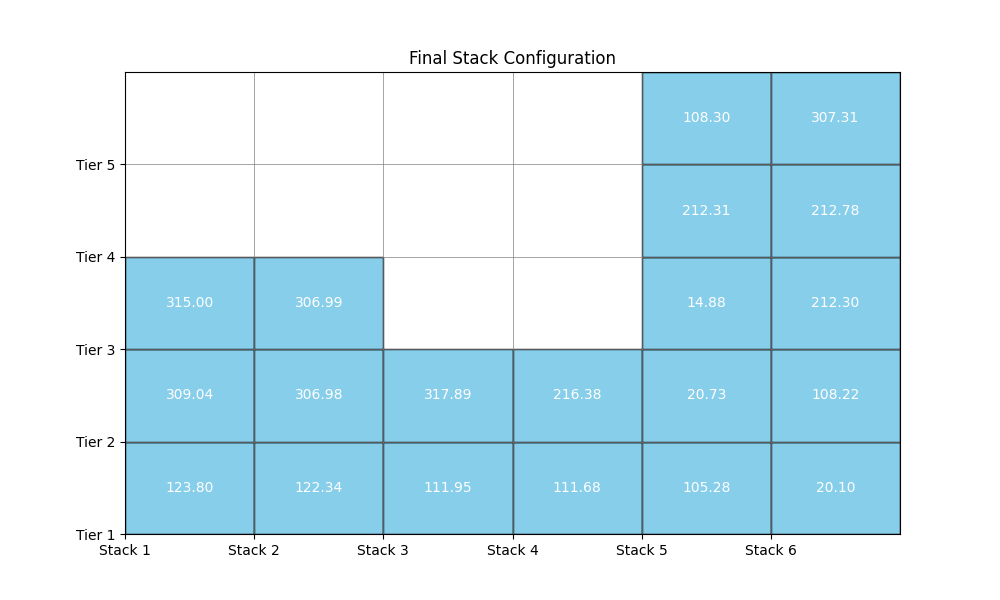 Final Stack Configuration
108.30 307.31
Tier 5
212.31 212.78
Tier 4
315.00 306.99 14.88 212.30
Tier 3
309.04 306.98 317.89 216.38 20.73 108.22
Tier 2
123.80 122.34 111.95 111.68 105.28 20.10
Tier 1
Stack 1 Stack 2 Stack 3 Stack 4 Stack 5 Stack 6